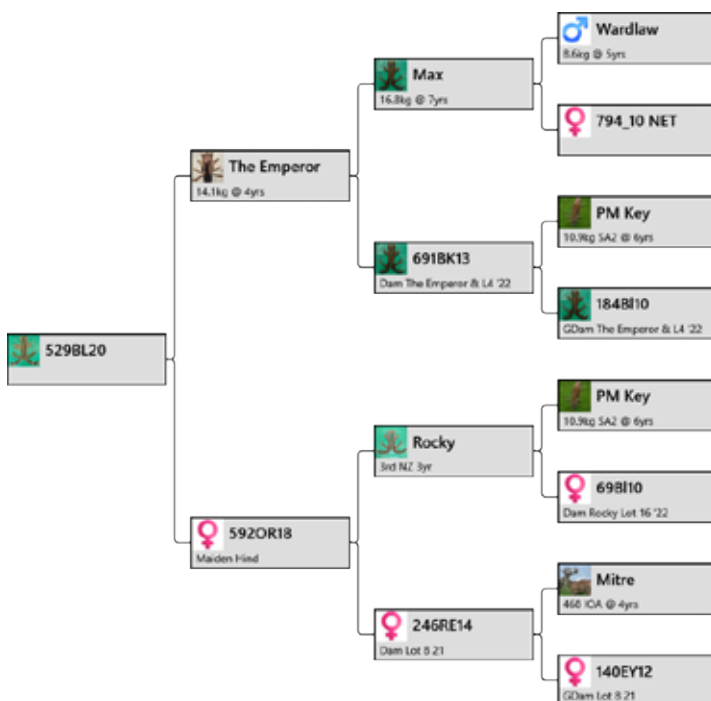 Wardlaw
8.6kg @ 5yrs
Max
16.8kg @ 7yrs
794_10 NET
The Emperor
14.1kg @ 4yrs
PM Key
10.9kg SA2 @ 6yrs
691BK13
Dam The Emperor & L4 '22
184Bl10
GDam The Emperor & L4 '22
529BL20
PM Key
10.9kg SA2 @ 6yrs
Rocky
3rd NZ 3yr
69Bl10
Dam Rocky Lot 16 '22
592OR18
Maiden Hind
Mitre
468 IOA @ 4yrs
246RE14
Dam Lot 8 21
140EY12
GDam Lot 8 21